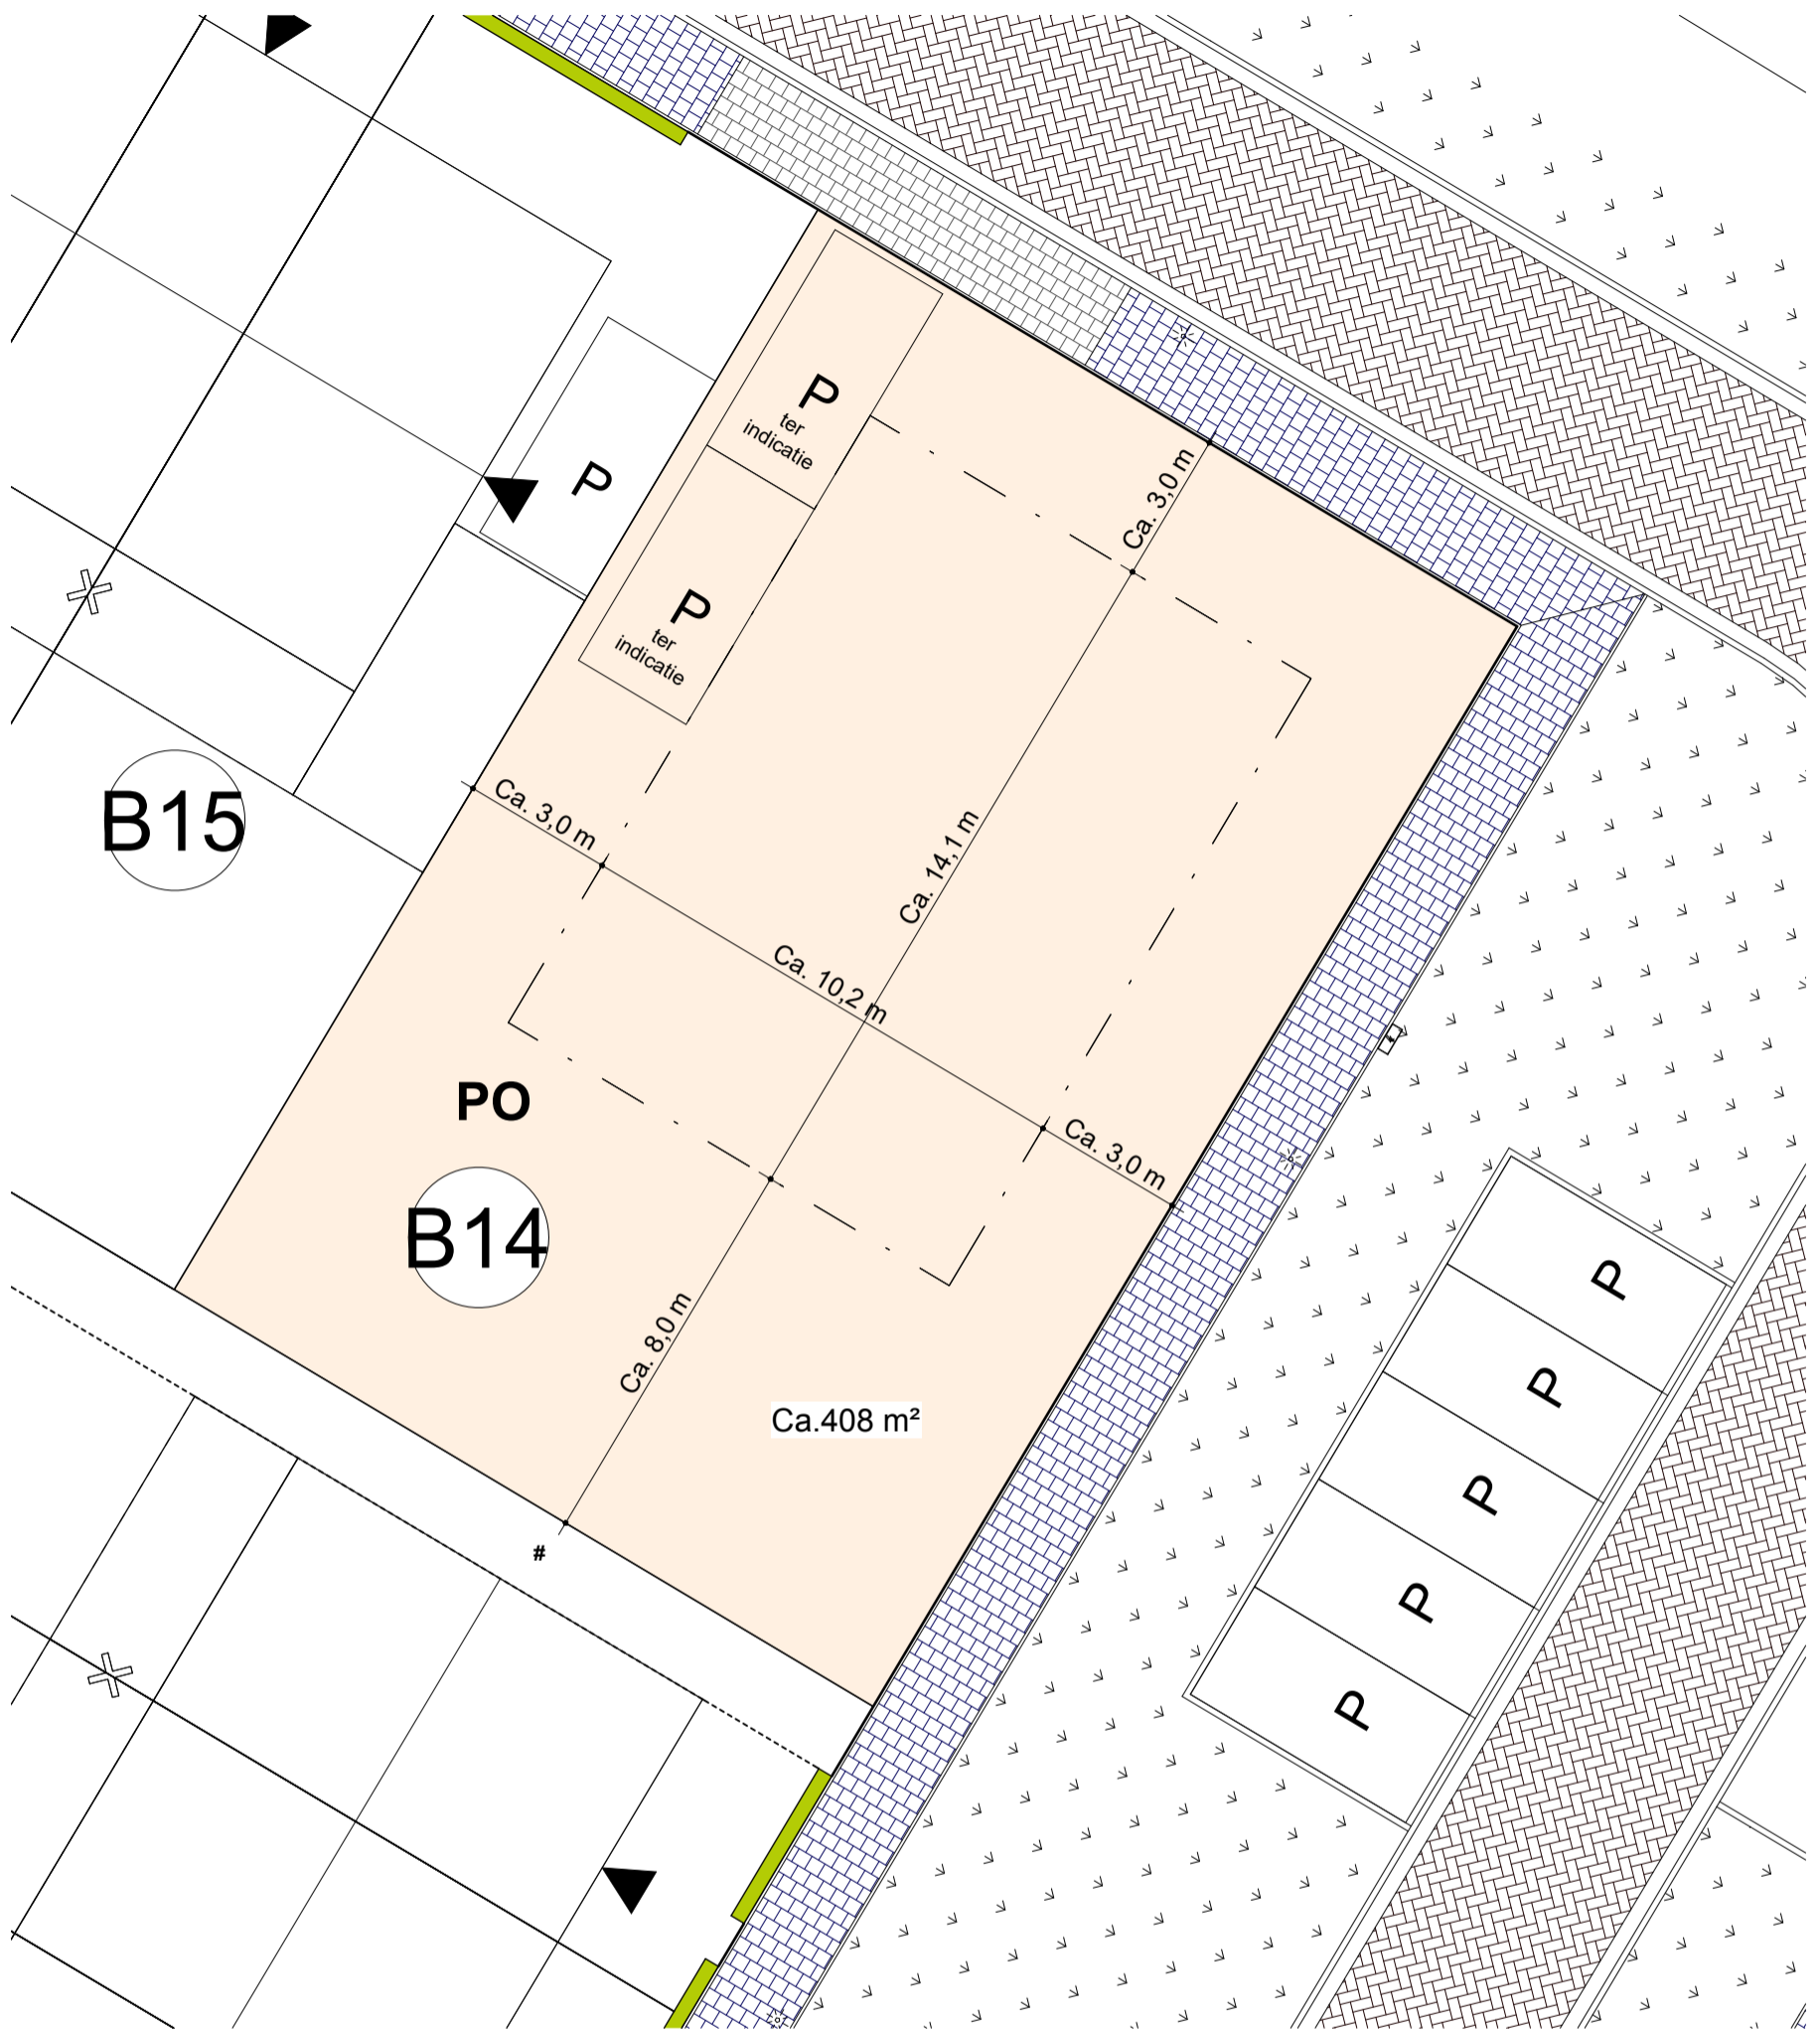 P
ter
indicatie
P
Ca. 3,0 m
P
ter
indicatie
Ca. 3,0 m
B15
Ca. 14,1 m
Ca. 10,2 m
PO
Ca. 3,0 m
B14
P
Ca. 8,0 m
P
Ca.408 m²
P
#
P
P